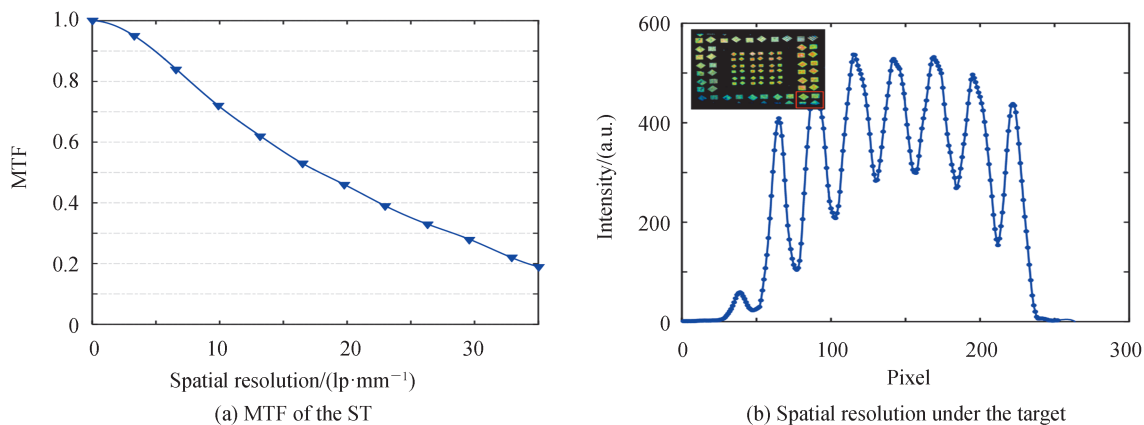 1.0
0.8
0.6
0.4
0.2
0
MTF
0 10 20 30
Spatial resolution/(lp·mm⁻¹)
(a) MTF of the ST
600
400
200
0
Intensity/(a.u.)
0 100 200 300
Pixel
(b) Spatial resolution under the target